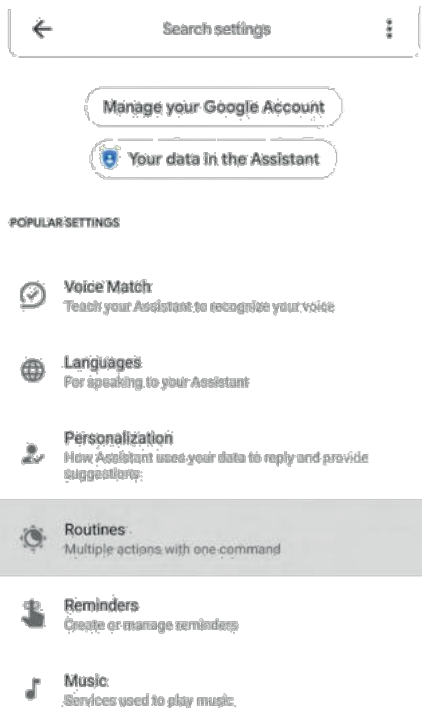 Search settings
Manage your Google Account
Your data in the Assistant
POPULAR SETTINGS
Voice Match
Teach your Assistant to recognize your voice
Languages
For speaking to your Assistant
Personalization
How Assistant uses your data to reply and provide
suggestions
Routines
Multiple actions with one command
Reminders
Create or manage reminders
Music
Services used to play music